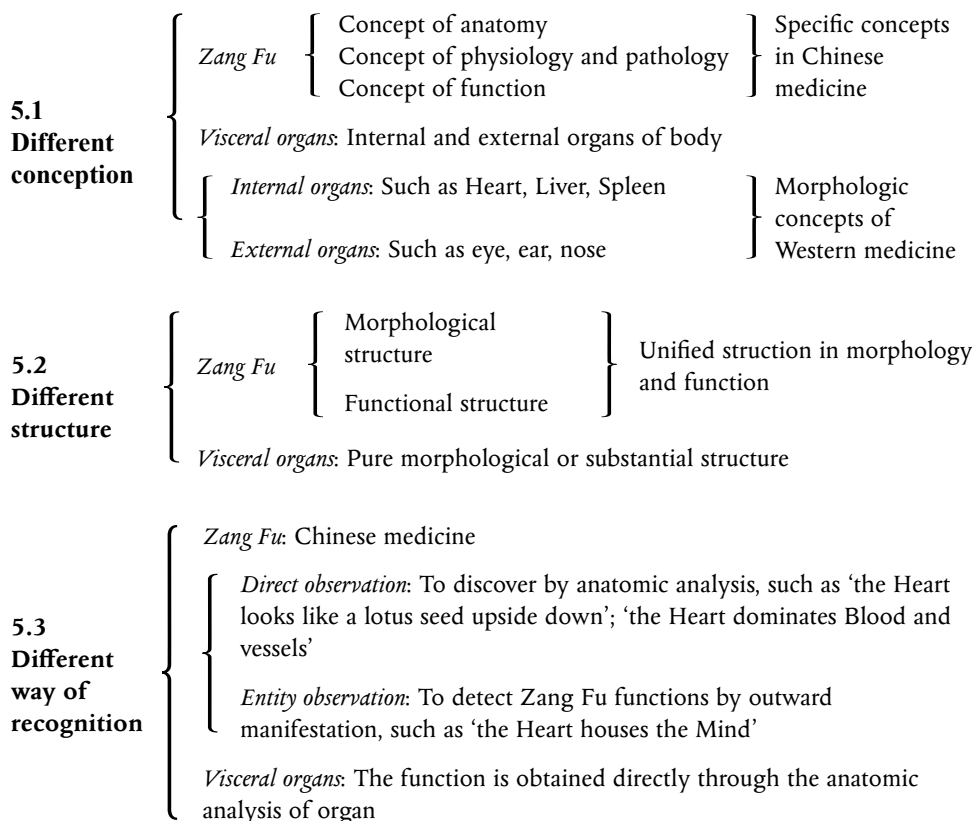 5.1
Different
conception
Zang Fu
Concept of anatomy
Concept of physiology and pathology
Concept of function
Specific concepts
in Chinese
medicine
Visceral organs: Internal and external organs of body
Internal organs: Such as Heart, Liver, Spleen
External organs: Such as eye, ear, nose
Morphologic
concepts of
Western medicine
5.2
Different
structure
Zang Fu
Morphological
structure
Functional structure
Unified struction in morphology
and function
Visceral organs: Pure morphological or substantial structure
5.3
Different
way of
recognition
Zang Fu: Chinese medicine
Direct observation: To discover by anatomic analysis, such as ‘the Heart
looks like a lotus seed upside down’; ‘the Heart dominates Blood and
vessels’
Entity observation: To detect Zang Fu functions by outward
manifestation, such as ‘the Heart houses the Mind’
Visceral organs: The function is obtained directly through the anatomic
analysis of organ